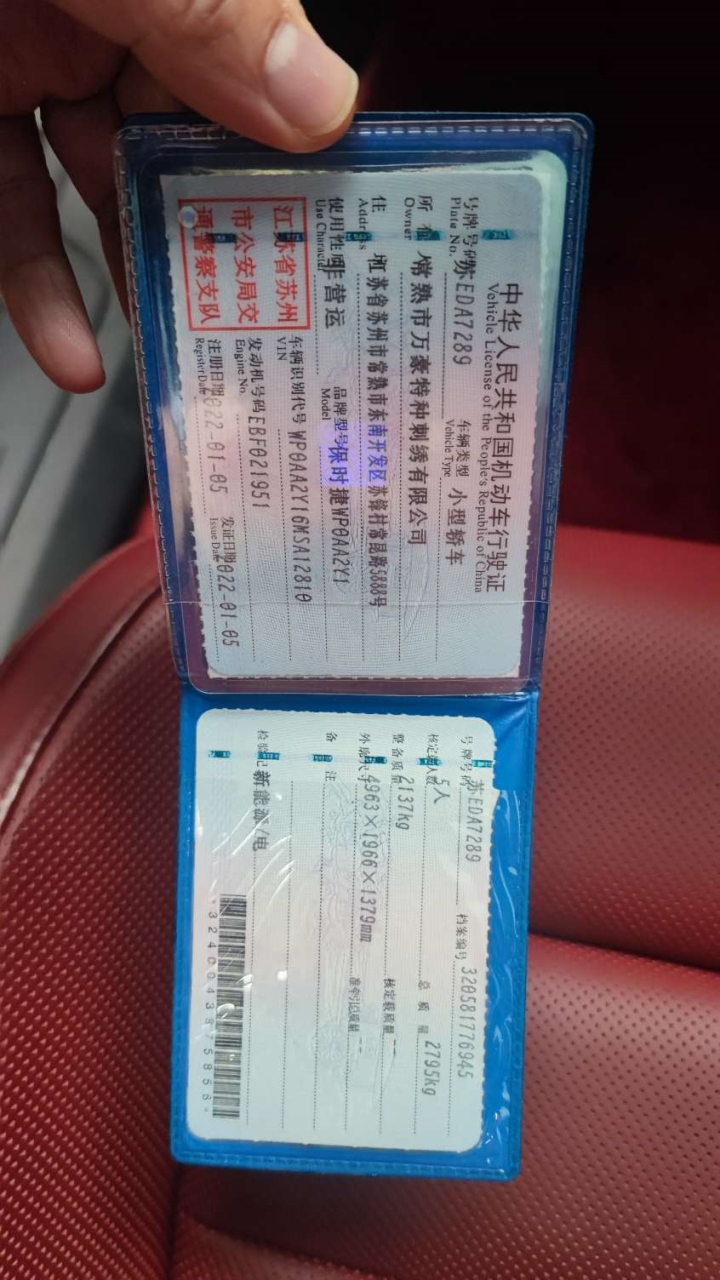 中华人民共和国机动车行驶证
Vehicle License of the People's Republic of China
号牌号码 苏EDA7289 车辆类型 小型轿车
Plate No. Vehicle Type
所有 常熟市万豪特种刺绣有限公司
Owner
住 江苏省苏州市常熟市东南开发区苏锋村常昆路5888号
Address
使用性质 非营运 品牌型号 保时捷WP0AA2Y1
Use Character Model
江苏省苏州
市公安局交
通警察支队
车辆识别代号 WP0AA2Y16MSA12810
VIN
发动机号码 EBF021951
Engine No.
注册日期 2022-01-05 发证日期 2022-01-05
Register Date Issue Date
号牌号码 苏EDA7289 档案编号 320581776945
核定载人数 5人 总质量 2795kg
整备质量 2137kg 核定载质量 --
外廓尺寸 4963×1966×1379mm 准牵引总质量 --
备注
检验记 新能源/电